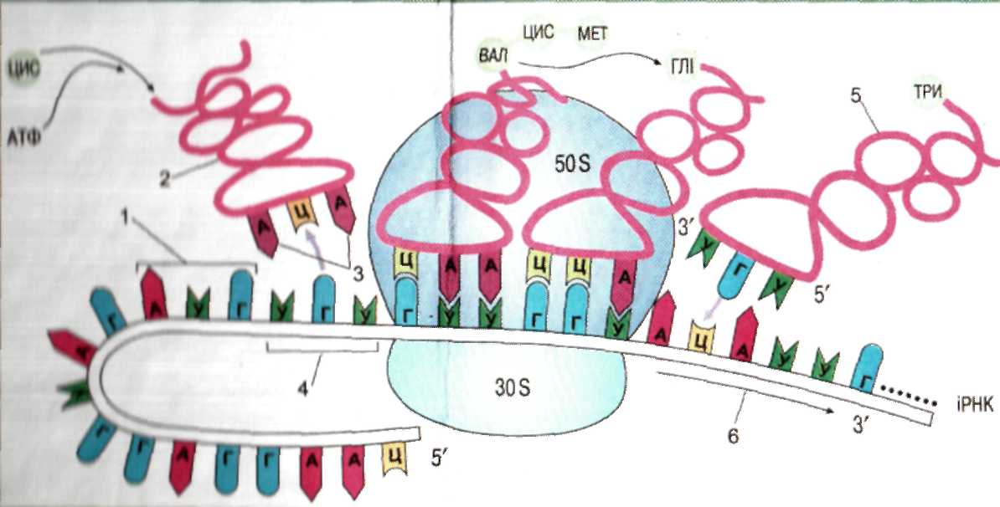 ЦИС МЕТ
ВАЛ ГЛІ
ЦИС
5 ТРИ
АТФ
2
50 S
А Ц А
1
3
3′ У Г У 5′
Ц А А Ц Ц А
А У Г У Г У Г У У Г Г У А Ц А У У Г
Г
А
4
30 S
6
3′
іРНК
Г Г А Г Г А А Ц 5′